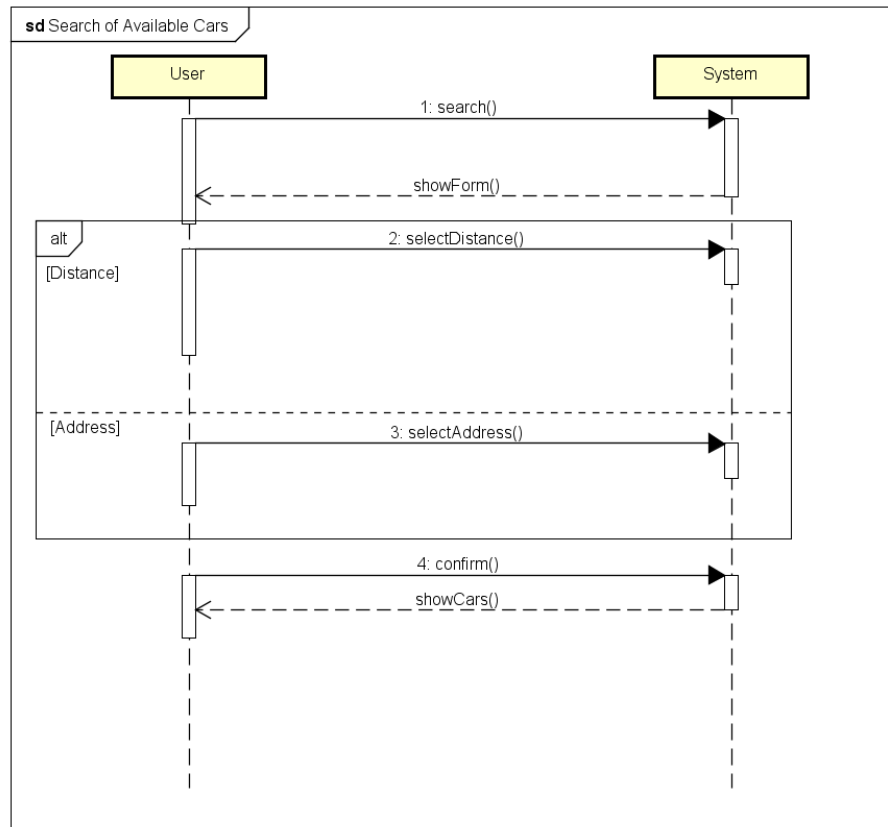 sd Search of Available Cars
User
System
1: search()
showForm()
alt
2: selectDistance()
[Distance]
[Address]
3: selectAddress()
4: confirm()
showCars()